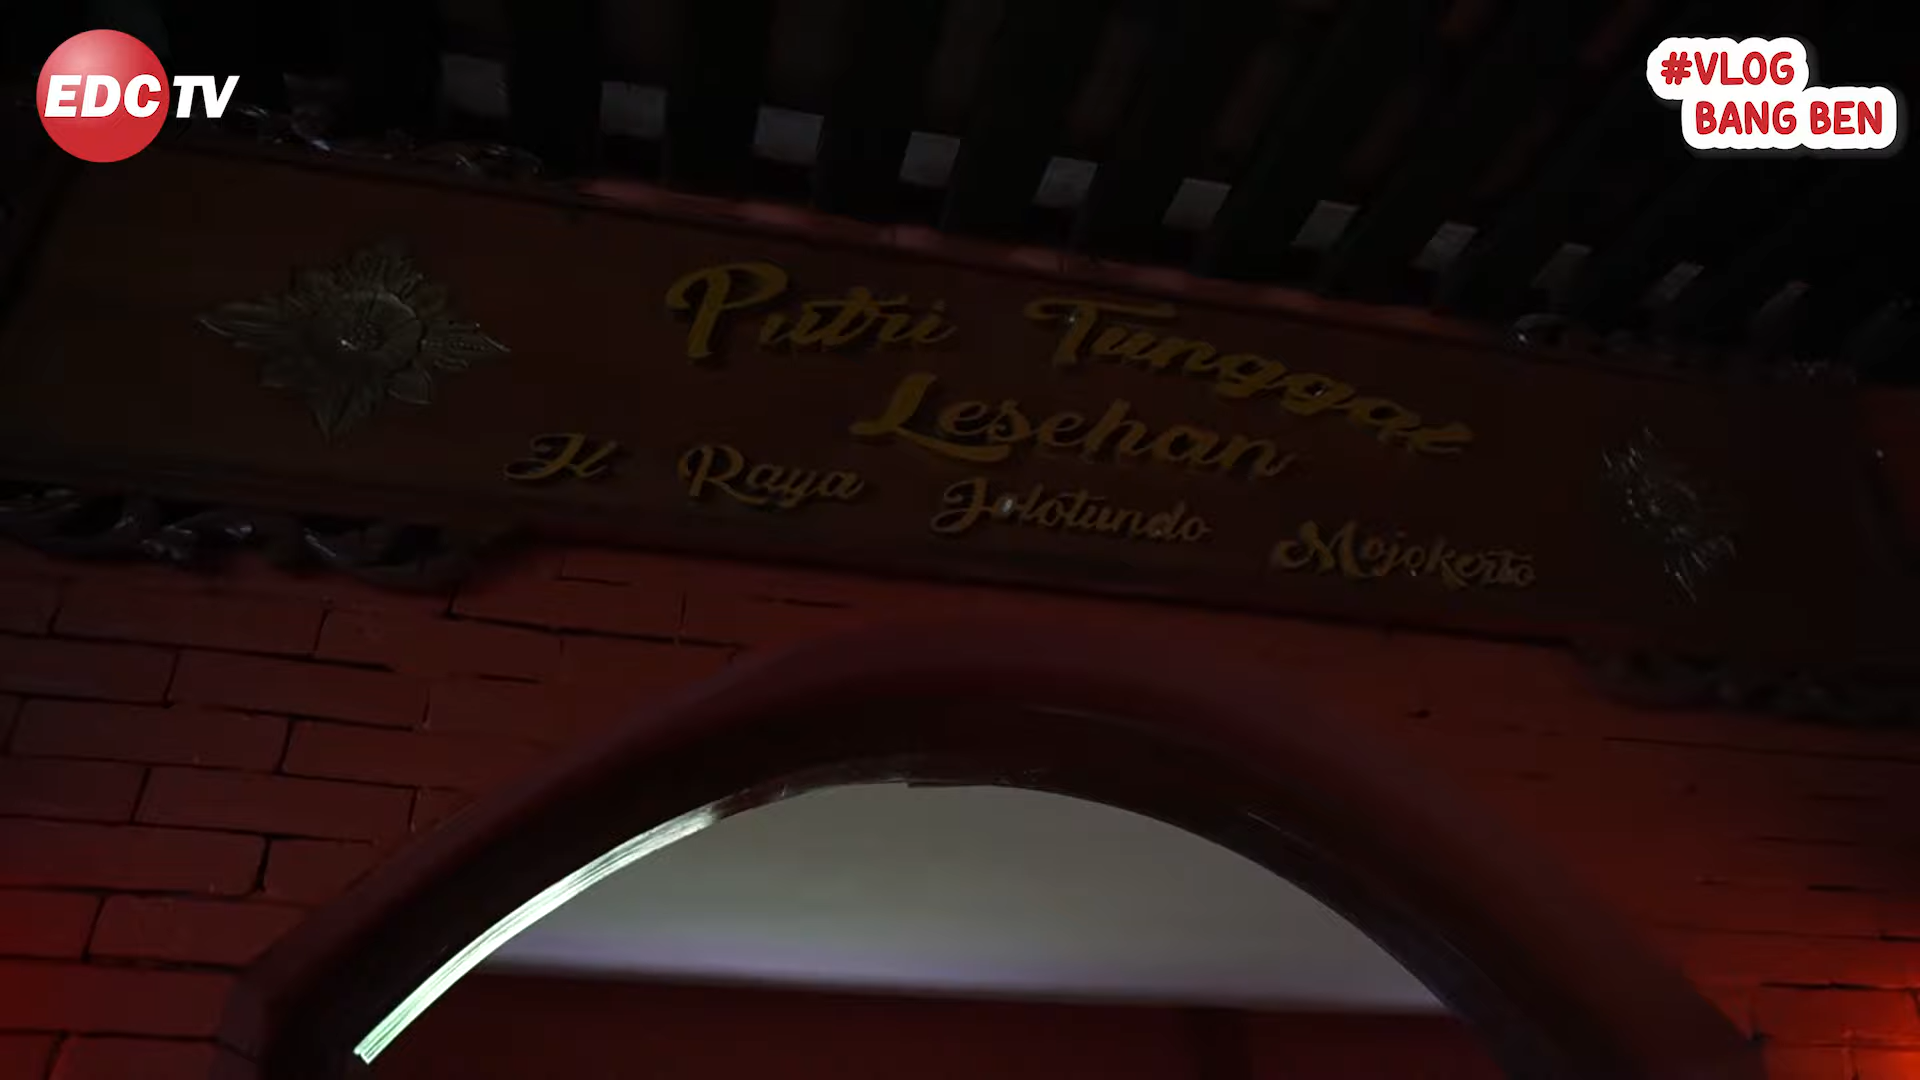 EDC TV
#VLOG
BANG BEN
Putri Tunggal
Lesehan
Jl Raya Jolotundo Mojokerto